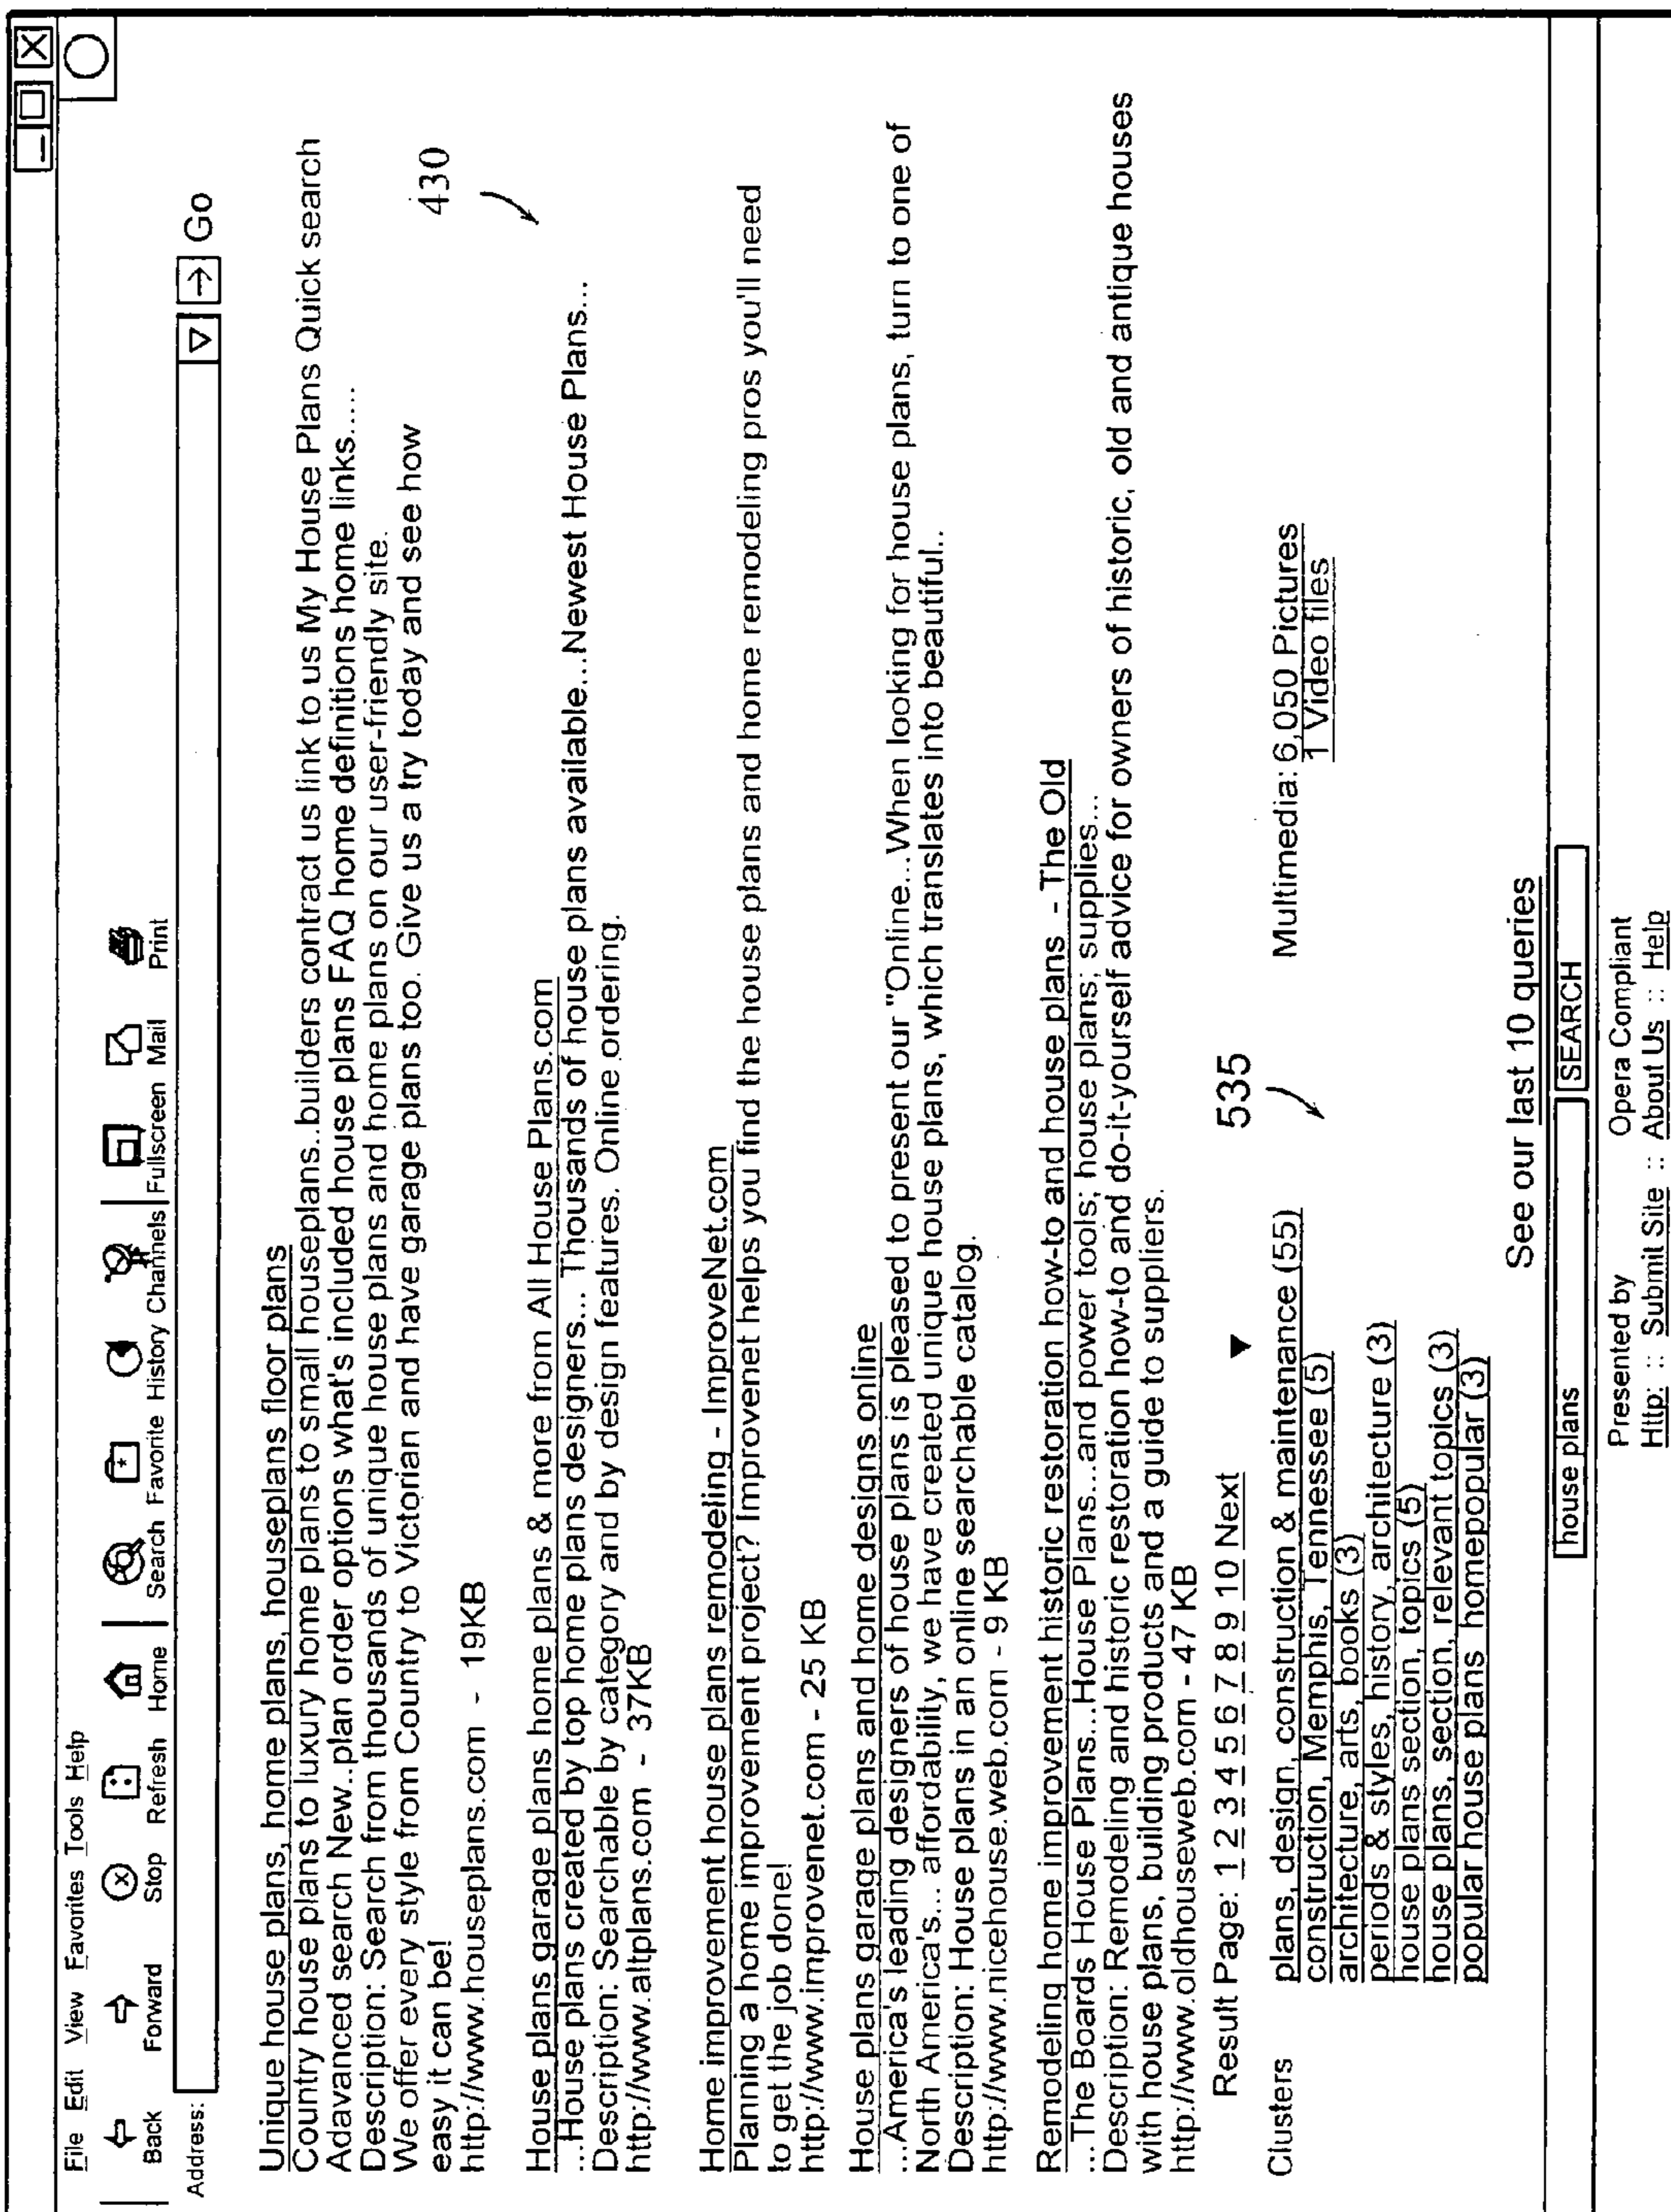 File Edit View Favorites Tools Help
Back Forward Stop Refresh Home Search Favorite History Channels Fullscreen Mail Print
Address: Go
Unique house plans, home plans, houseplans floor plans
Country house plans to luxury home plans to small houseplans..builders contract us link to us My House Plans Quick search
Adavanced search New..plan order options what's included house plans FAQ home definitions home links.....
Description: Search from thousands of unique house plans and home plans on our user-friendly site.
We offer every style from Country to Victorian and have garage plans too. Give us a try today and see how
easy it can be!
http://www.houseplans.com - 19KB
430
House plans garage plans home plans & more from All House Plans.com
...House plans created by top home plans designers... Thousands of house plans available...Newest House Plans...
Description: Searchable by category and by design features. Online ordering.
http://www.altplans.com - 37KB
Home improvement house plans remodeling - ImproveNet.com
Planning a home improvement project? Improvenet helps you find the house plans and home remodeling pros you'll need
to get the job done!
http://www.improvenet.com - 25 KB
House plans garage plans and home designs online
...America's leading designers of house plans is pleased to present our "Online...When looking for house plans, turn to one of
North America's... affordability, we have created unique house plans, which translates into beautiful..
Description: House plans in an online searchable catalog.
http://www.nicehouse.web.com - 9 KB
Remodeling home improvement historic restoration how-to and house plans - The Old
...The Boards House Plans...House Plans...and power tools; house plans; supplies...
Description: Remodeling and historic restoration how-to and do-it-yourself advice for owners of historic, old and antique houses
with house plans, building products and a guide to suppliers.
http://www.oldhouseweb.com - 47 KB
Result Page: 1 2 3 4 5 6 7 8 9 10 Next
535
Clusters plans, design, construction & maintenance (55) Multimedia: 6,050 Pictures
construction, Memphis, Tennessee (5) 1 Video files
architecture, arts, books (3)
periods & styles, history, architecture (3)
house plans section, topics (5)
house plans, section, relevant topics (3)
popular house plans homepopular (3)
See our last 10 queries
house plans SEARCH
Presented by Opera Compliant
Http: :: Submit Site :: About Us :: Help